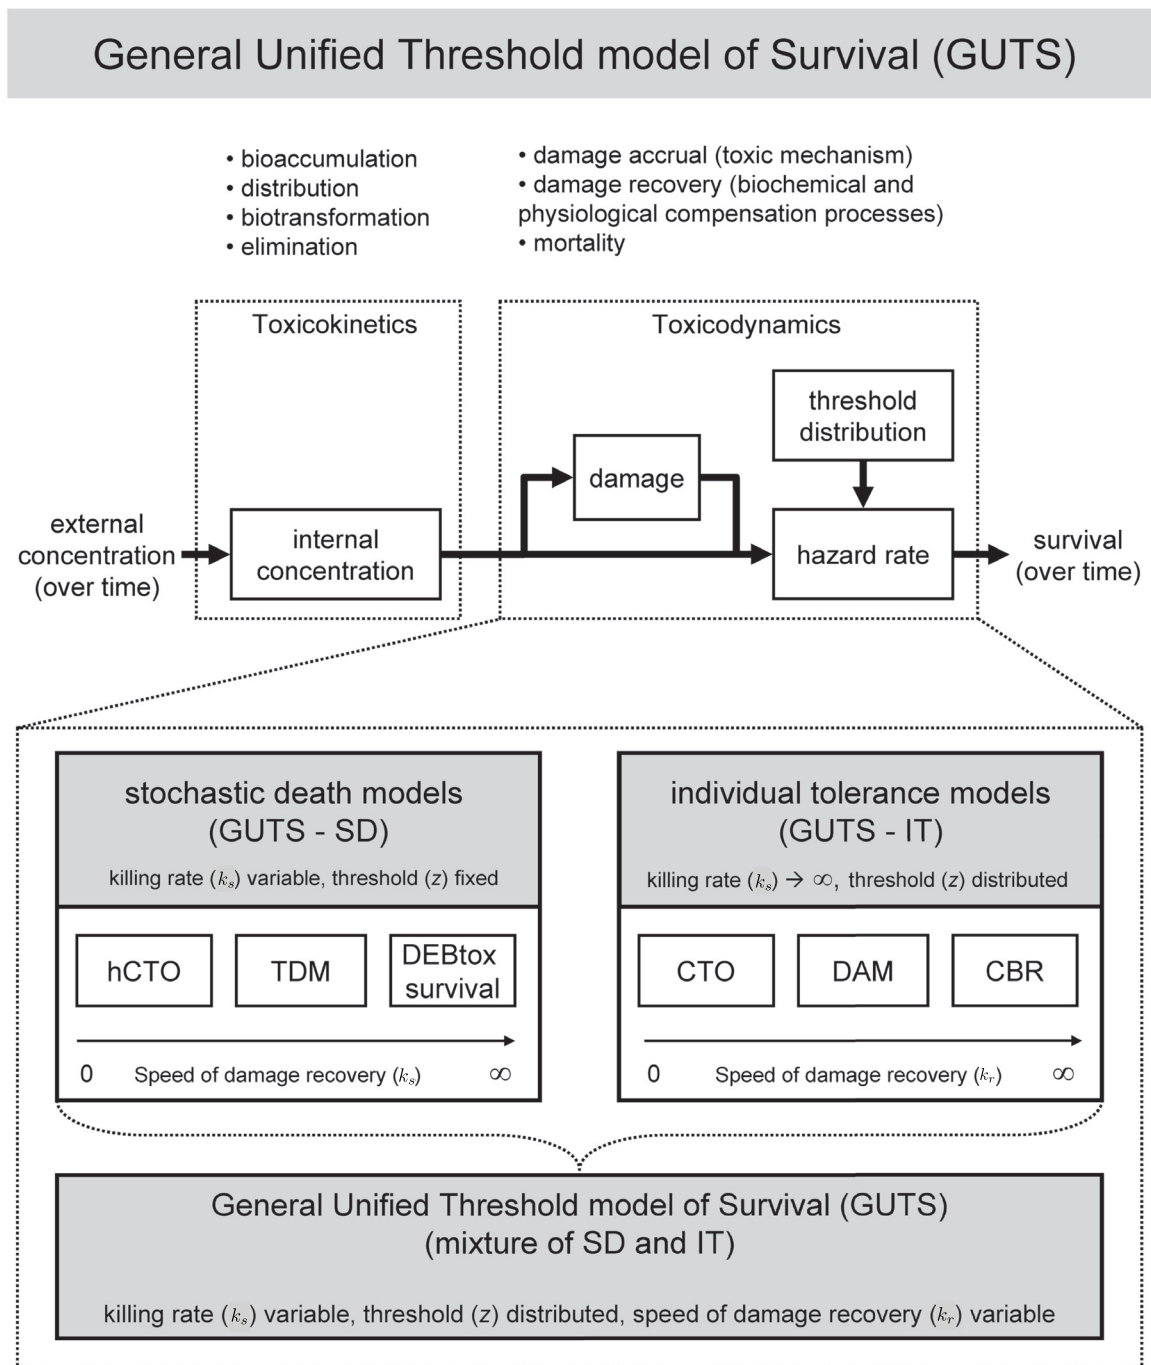 General Unified Threshold model of Survival (GUTS)
• bioaccumulation
• distribution
• biotransformation
• elimination
• damage accrual (toxic mechanism)
• damage recovery (biochemical and
physiological compensation processes)
• mortality
Toxicokinetics
Toxicodynamics
threshold
distribution
damage
external
concentration
(over time)
internal
concentration
hazard rate
survival
(over time)
stochastic death models
(GUTS - SD)
killing rate (kₛ) variable, threshold (z) fixed
hCTO
TDM
DEBtox
survival
0 Speed of damage recovery (kₛ) ∞
individual tolerance models
(GUTS - IT)
killing rate (kₛ) → ∞, threshold (z) distributed
CTO
DAM
CBR
0 Speed of damage recovery (kᵣ) ∞
General Unified Threshold model of Survival (GUTS)
(mixture of SD and IT)
killing rate (kₛ) variable, threshold (z) distributed, speed of damage recovery (kᵣ) variable